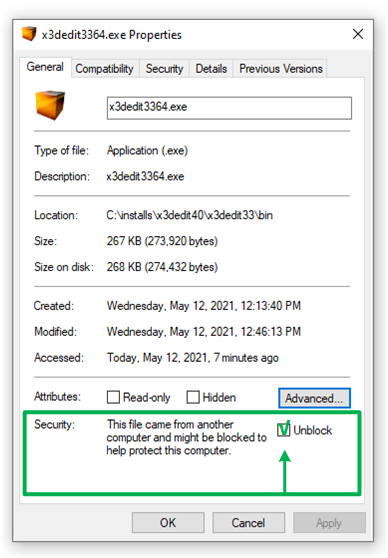 x3dedit3364.exe Properties
General Compatibility Security Details Previous Versions
x3dedit3364.exe
Type of file: Application (.exe)
Description: x3dedit3364.exe
Location: C:\installs\x3dedit40\x3dedit33\bin
Size: 267 KB (273,920 bytes)
Size on disk: 268 KB (274,432 bytes)
Created: Wednesday, May 12, 2021, 12:13:40 PM
Modified: Wednesday, May 12, 2021, 12:46:13 PM
Accessed: Today, May 12, 2021, 7 minutes ago
Attributes: Read-only Hidden Advanced...
Security: This file came from another
computer and might be blocked to
help protect this computer.
Unblock
OK Cancel Apply